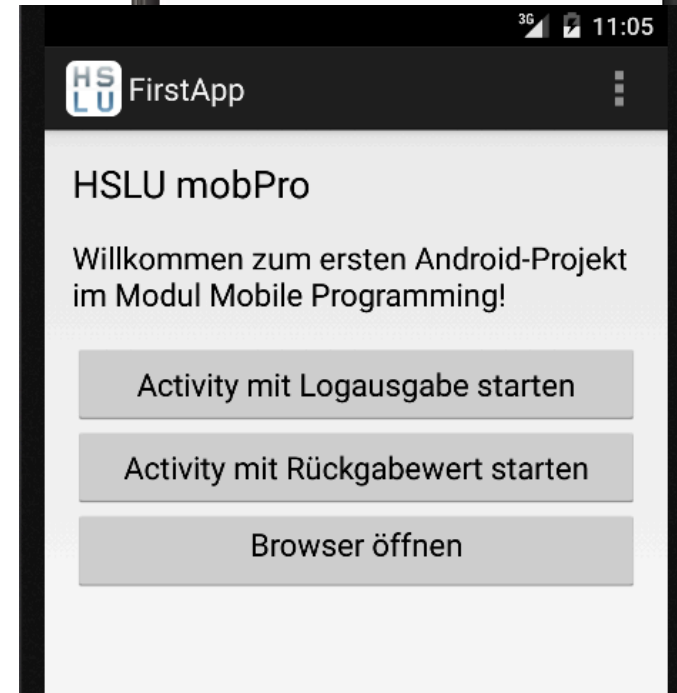 3G 11:05
HS
LU
FirstApp
HSLU mobPro
Willkommen zum ersten Android-Projekt
im Modul Mobile Programming!
Activity mit Logausgabe starten
Activity mit Rückgabewert starten
Browser öffnen